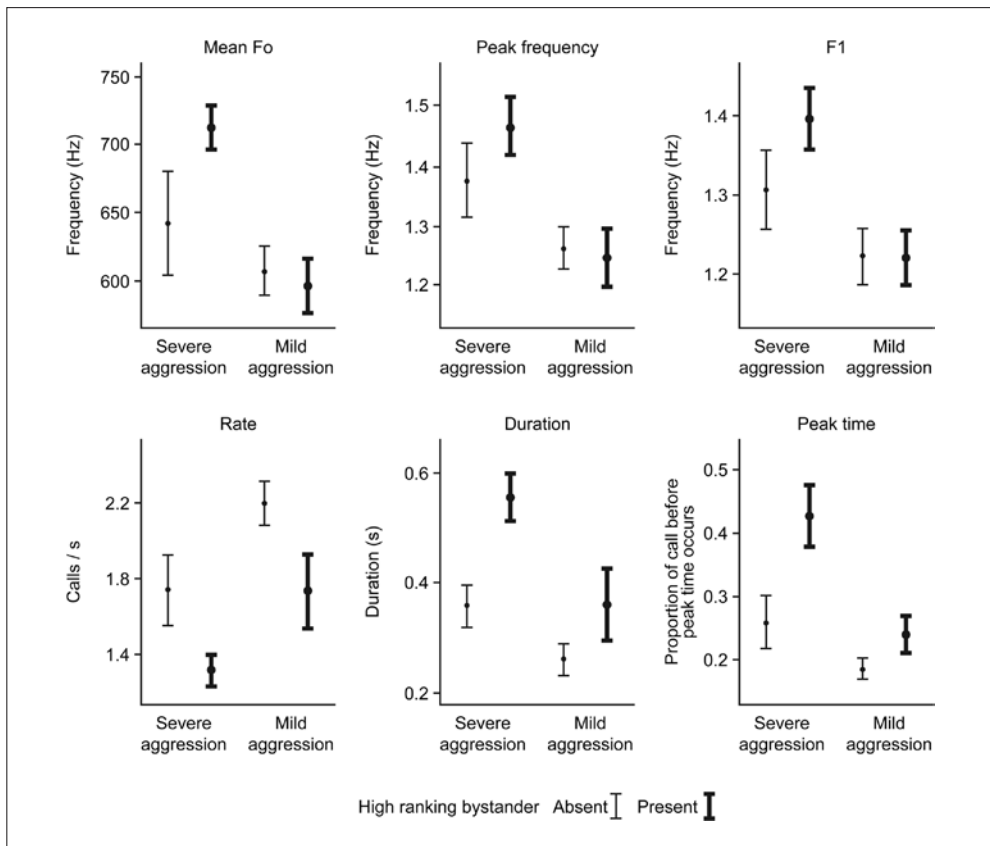 Mean Fo
Peak frequency
F1
Frequency (Hz)
750
700
650
600
Severe
aggression
Mild
aggression
Frequency (Hz)
1.5
1.4
1.3
1.2
Severe
aggression
Mild
aggression
Frequency (Hz)
1.4
1.3
1.2
Severe
aggression
Mild
aggression
Rate
Duration
Peak time
Calls / s
2.2
1.8
1.4
Severe
aggression
Mild
aggression
Duration (s)
0.6
0.4
0.2
Severe
aggression
Mild
aggression
Proportion of call before
peak time occurs
0.5
0.4
0.3
0.2
Severe
aggression
Mild
aggression
High ranking bystander Absent Present